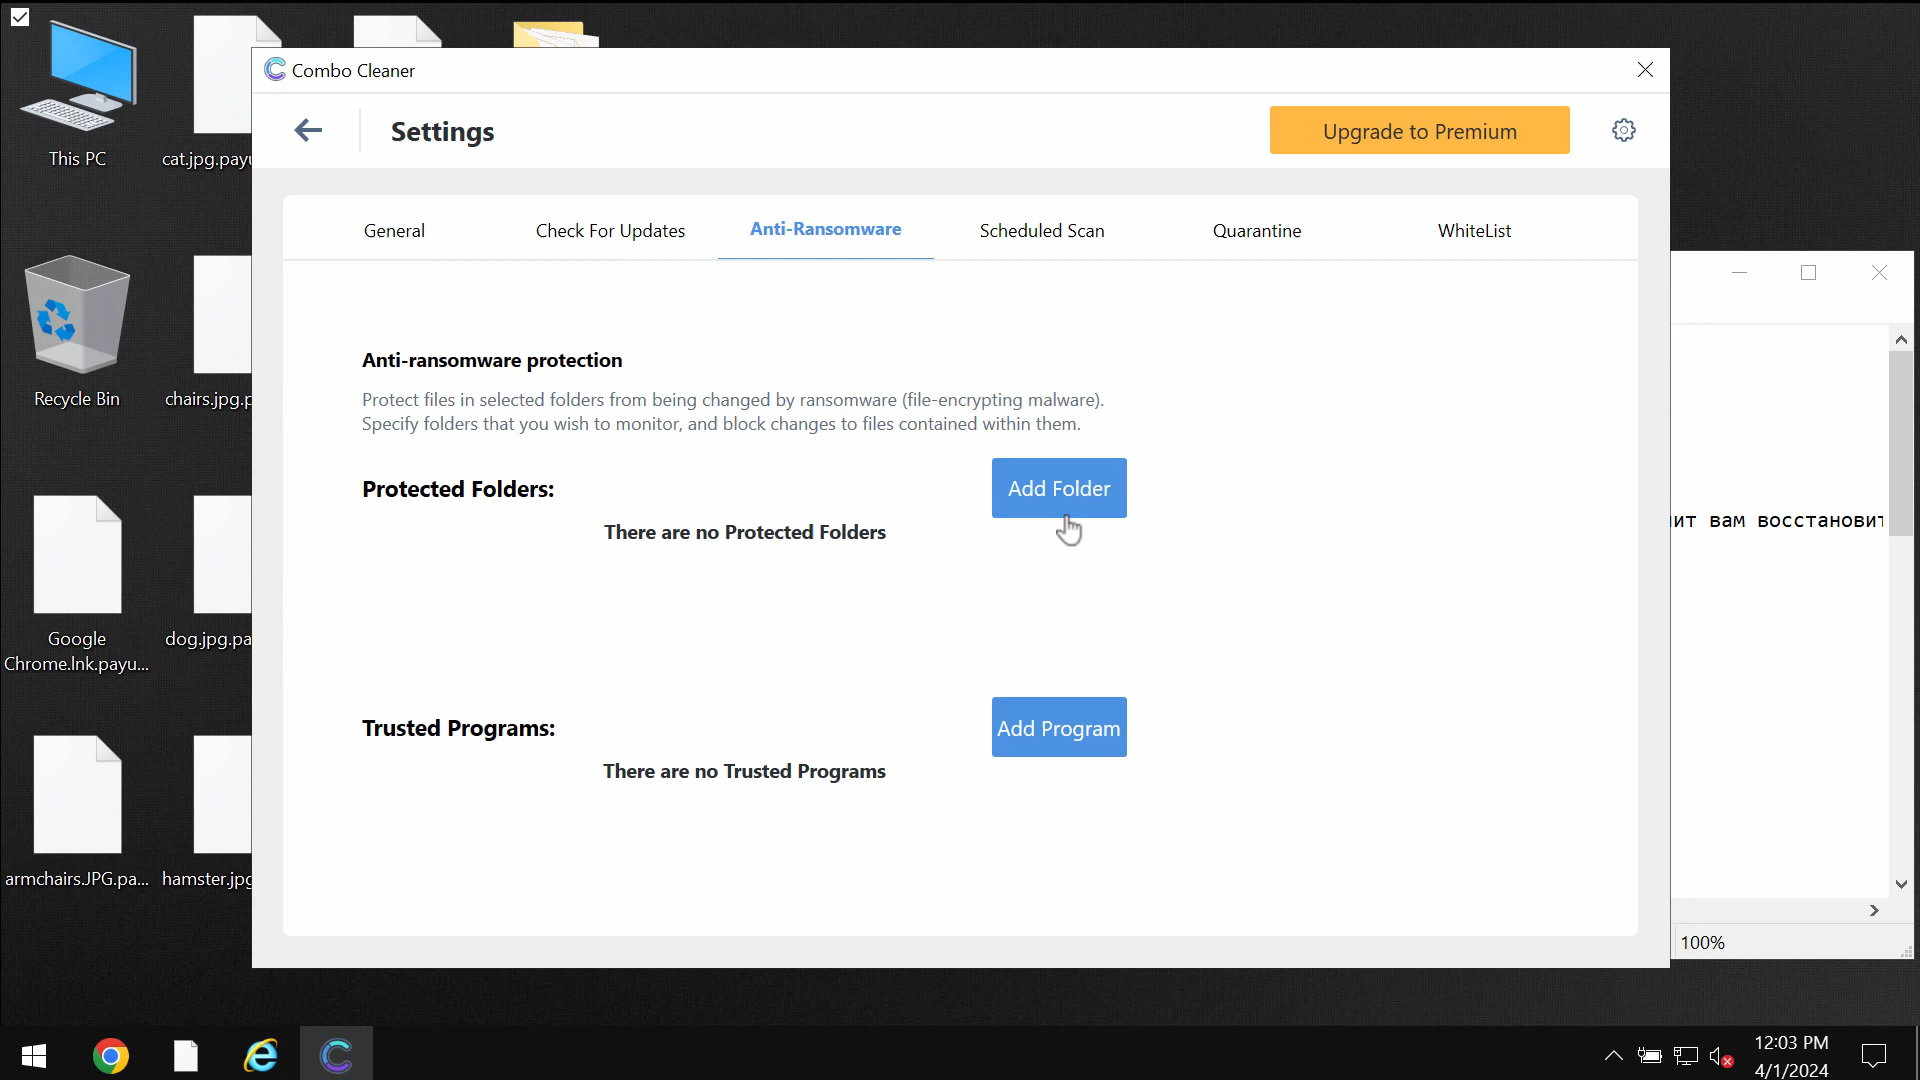 Combo Cleaner
Settings
Upgrade to Premium
General
Check For Updates
Anti-Ransomware
Scheduled Scan
Quarantine
WhiteList
Anti-ransomware protection
Protect files in selected folders from being changed by ransomware (file-encrypting malware).
Specify folders that you wish to monitor, and block changes to files contained within them.
Protected Folders:
Add Folder
There are no Protected Folders
Trusted Programs:
Add Program
There are no Trusted Programs
This PC
cat.jpg.payu
Recycle Bin
chairs.jpg.p
Google
Chrome.lnk.payu...
dog.jpg.pa
armchairs.JPG.pa...
hamster.jpg
ит вам восстановит
100%
12:03 PM
4/1/2024